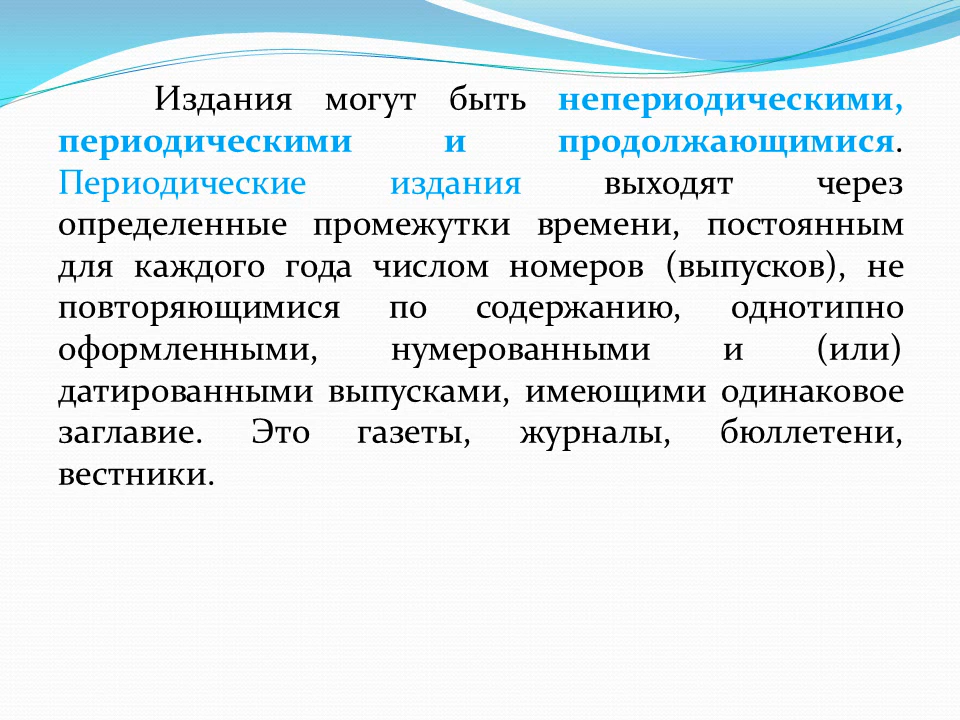 Издания могут быть непериодическими,
периодическими и продолжающимися.
Периодические издания выходят через
определенные промежутки времени, постоянным
для каждого года числом номеров (выпусков), не
повторяющимися по содержанию, однотипно
оформленными, нумерованными и (или)
датированными выпусками, имеющими одинаковое
заглавие. Это газеты, журналы, бюллетени,
вестники.